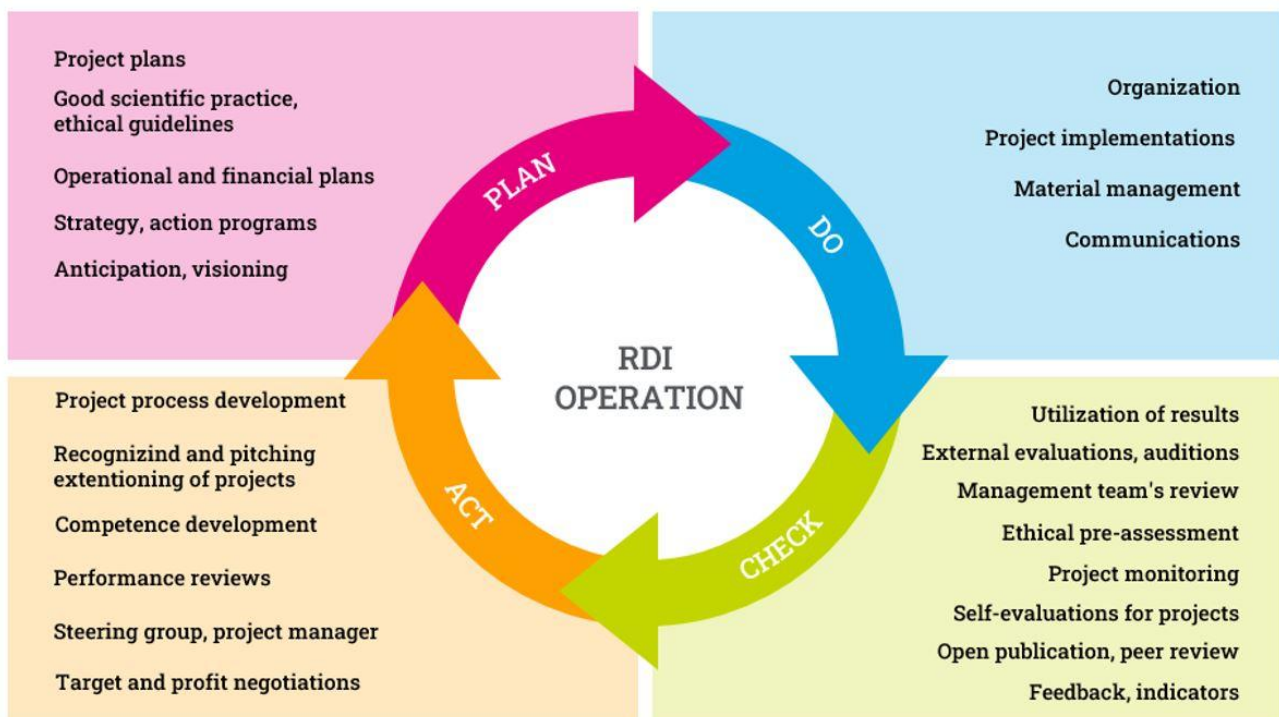 Project plans
Good scientific practice,
ethical guidelines
Operational and financial plans
Strategy, action programs
Anticipation, visioning
PLAN
Organization
Project implementations
Material management
Communications
DO
RDI
OPERATION
Project process development
Recognizind and pitching
extentioning of projects
Competence development
Performance reviews
Steering group, project manager
Target and profit negotiations
ACT
Utilization of results
External evaluations, auditions
Management team's review
Ethical pre-assessment
Project monitoring
Self-evaluations for projects
Open publication, peer review
Feedback, indicators
CHECK